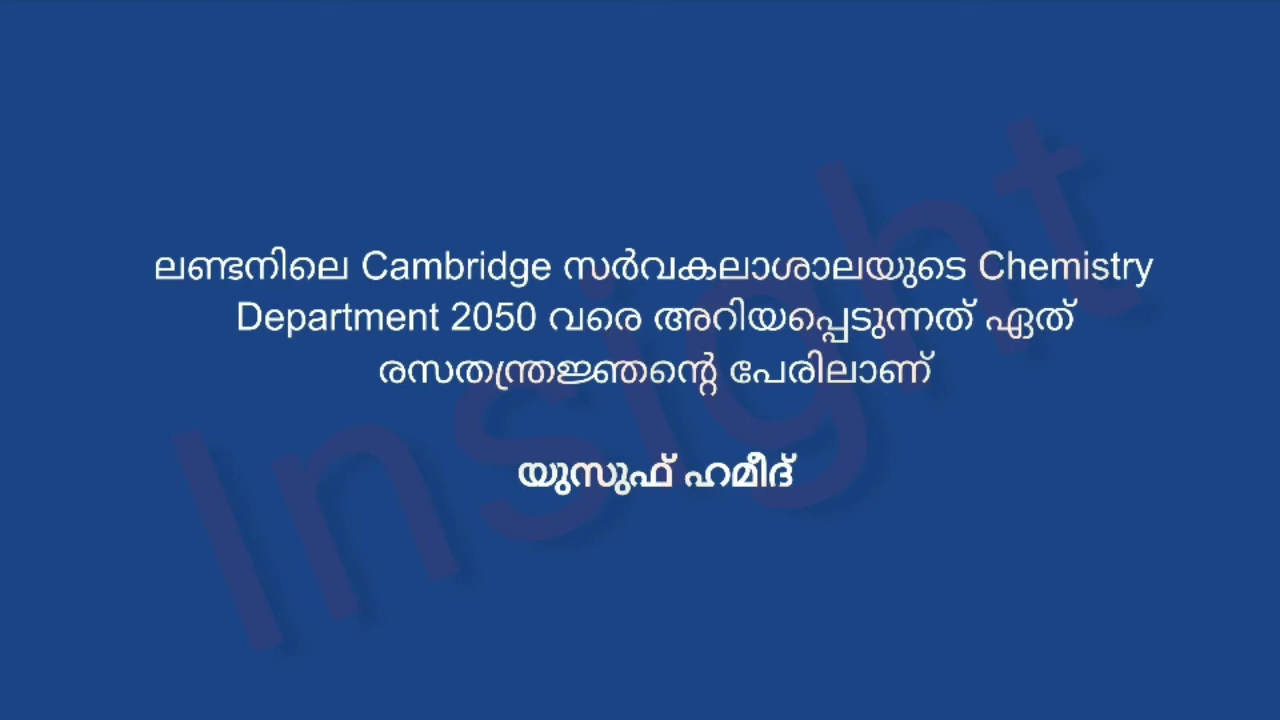 ലണ്ടനിലെ Cambridge സർവകലാശാലയുടെ Chemistry
Department 2050 വരെ അറിയപ്പെടുന്നത് ഏത്
രസതന്ത്രജ്ഞന്റെ പേരിലാണ്
യുസുഫ് ഹമീദ്
Insight